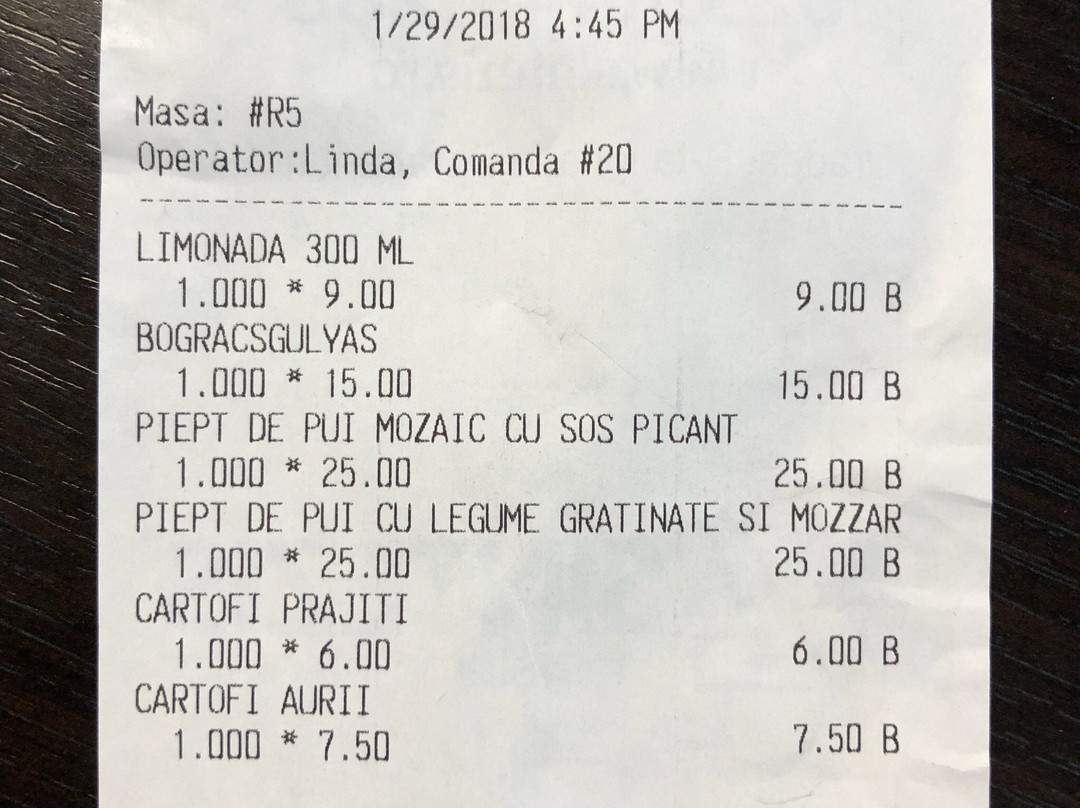 1/29/2018 4:45 PM
Masa: #R5
Operator:Linda, Comanda #20
------------------------------------------
LIMONADA 300 ML
1.000 * 9.00 9.00 B
BOGRACSGULYAS
1.000 * 15.00 15.00 B
PIEPT DE PUI MOZAIC CU SOS PICANT
1.000 * 25.00 25.00 B
PIEPT DE PUI CU LEGUME GRATINATE SI MOZZAR
1.000 * 25.00 25.00 B
CARTOFI PRAJITI
1.000 * 6.00 6.00 B
CARTOFI AURII
1.000 * 7.50 7.50 B